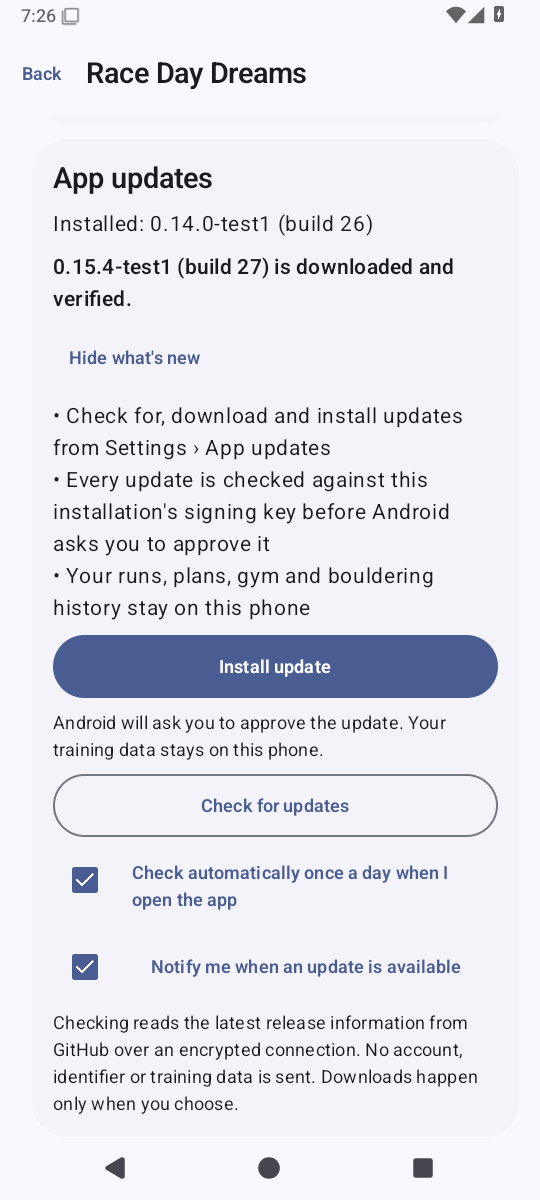 7:26
Back
Race Day Dreams
App updates
Installed: 0.14.0-test1 (build 26)
0.15.4-test1 (build 27) is downloaded and
verified.
Hide what's new
• Check for, download and install updates
from Settings › App updates
• Every update is checked against this
installation's signing key before Android
asks you to approve it
• Your runs, plans, gym and bouldering
history stay on this phone
Install update
Android will ask you to approve the update. Your
training data stays on this phone.
Check for updates
Check automatically once a day when I
open the app
Notify me when an update is available
Checking reads the latest release information from
GitHub over an encrypted connection. No account,
identifier or training data is sent. Downloads happen
only when you choose.